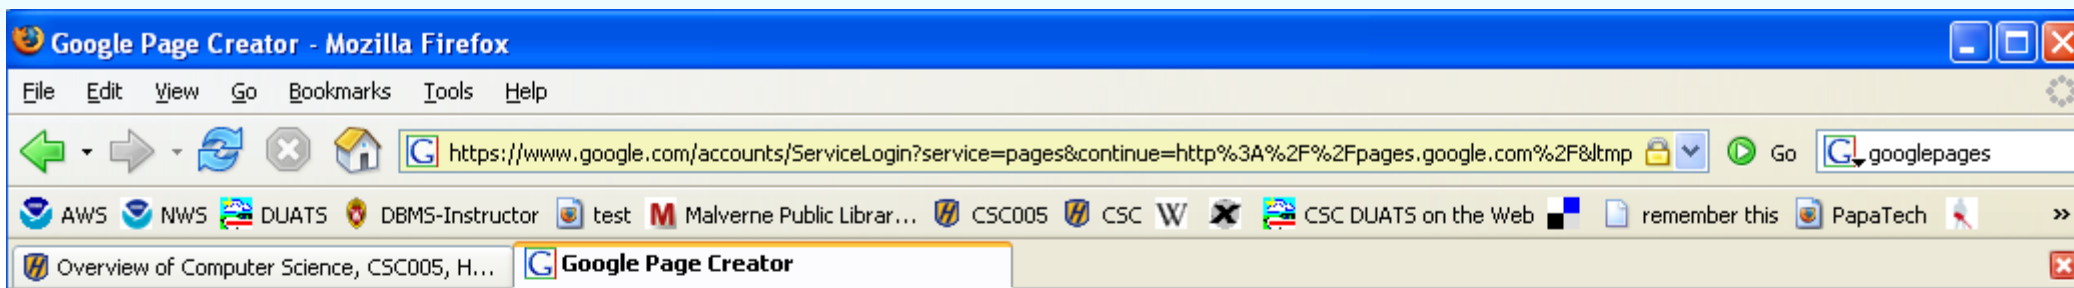 Google Page Creator - Mozilla Firefox
File Edit View Go Bookmarks Tools Help
https://www.google.com/accounts/ServiceLogin?service=pages&continue=http%3A%2F%2Fpages.google.com%2F&ltmp Go googlepages
AWS NWS DUATS DBMS-Instructor test Malverne Public Librar... CSC005 CSC CSC DUATS on the Web remember this PapaTech »
Overview of Computer Science, CSC005, H... Google Page Creator